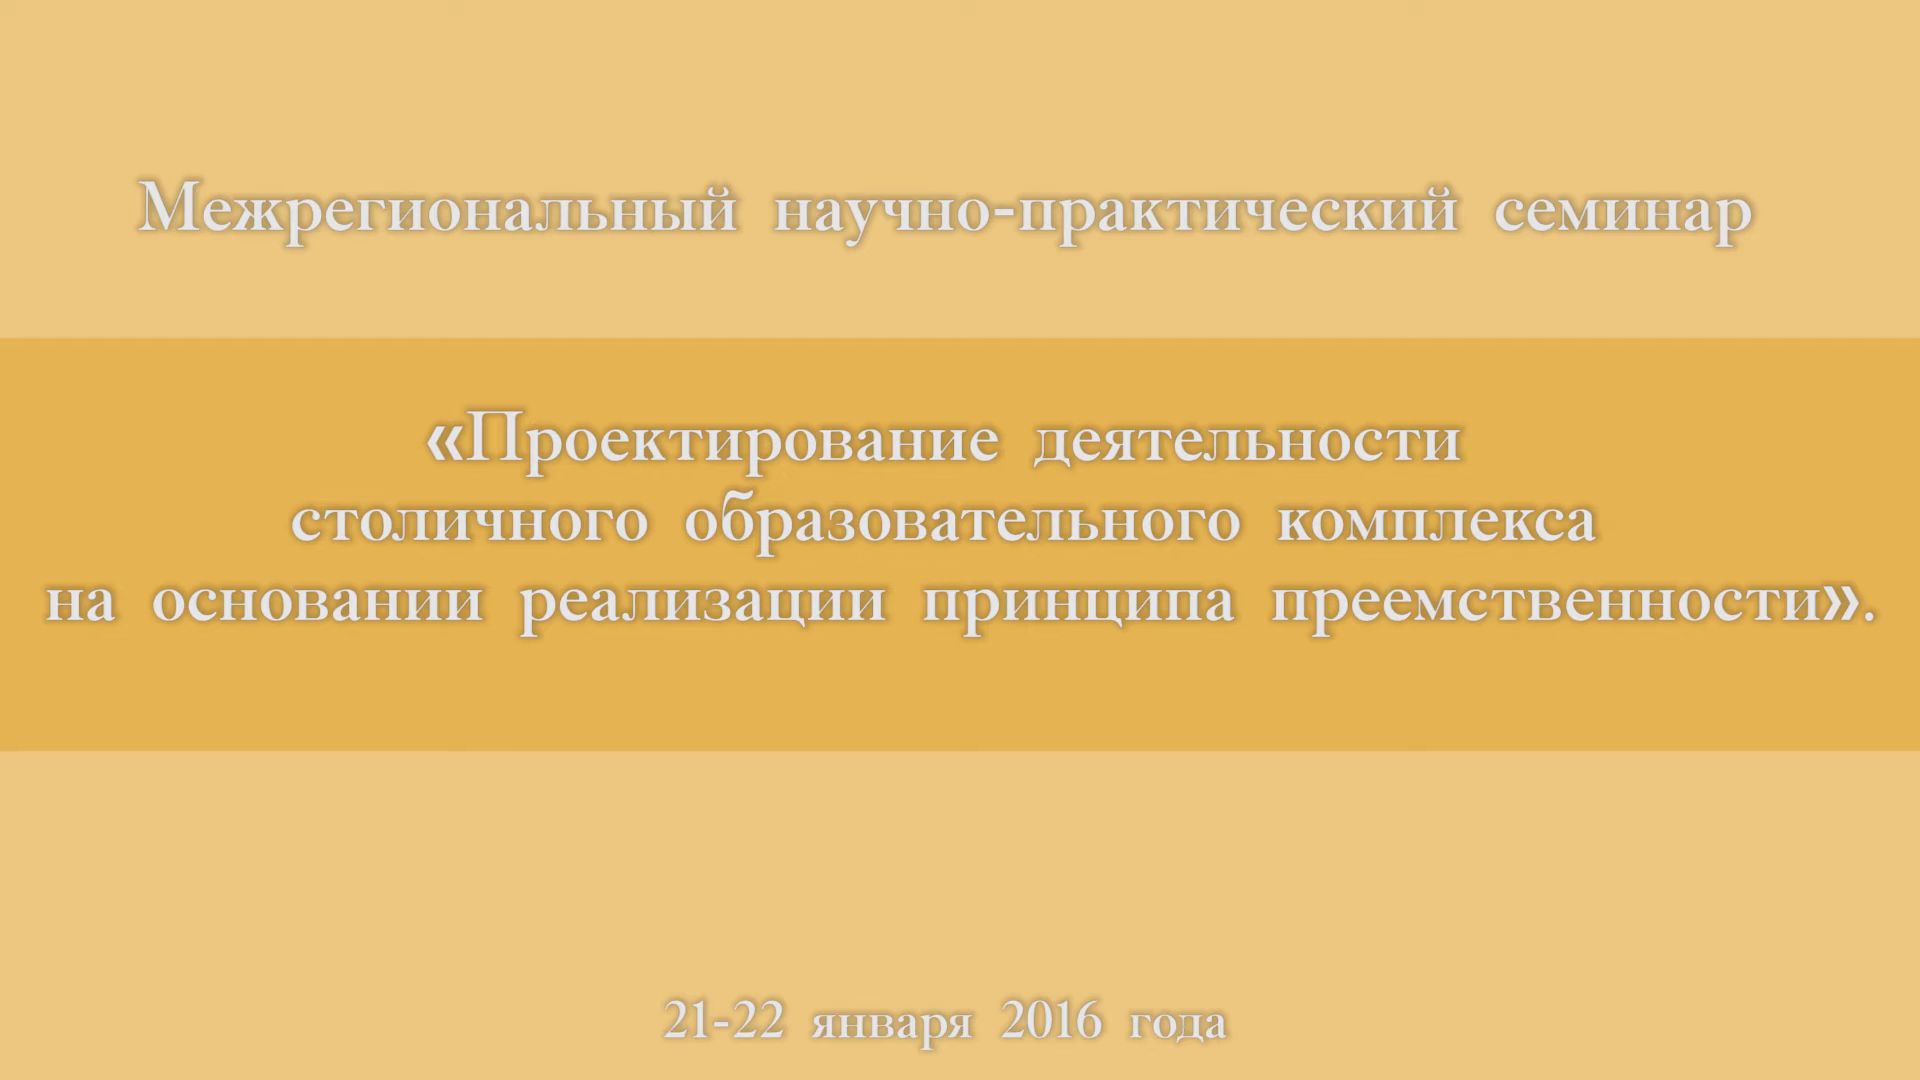 Межрегиональный научно-практический семинар
«Проектирование деятельности
столичного образовательного комплекса
на основании реализации принципа преемственности».
21-22 января 2016 года